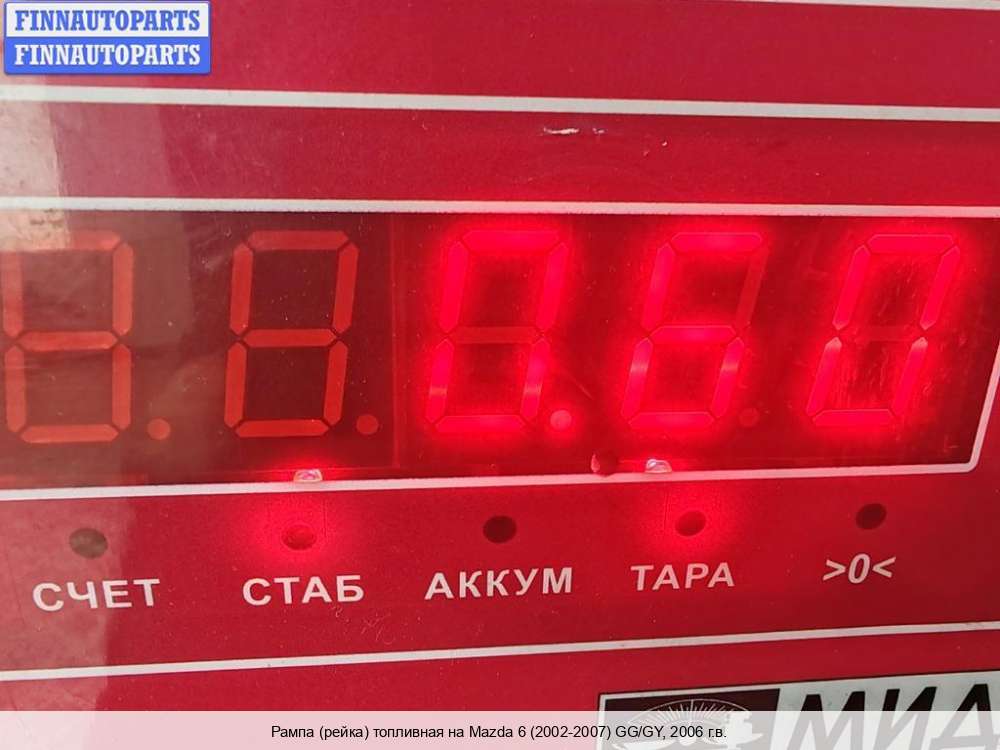 FINNAUTOPARTS
FINNAUTOPARTS
0.60
СЧЕТ СТАБ АККУМ ТАРА >0<
МИД
Рампа (рейка) топливная на Mazda 6 (2002-2007) GG/GY, 2006 г.в.